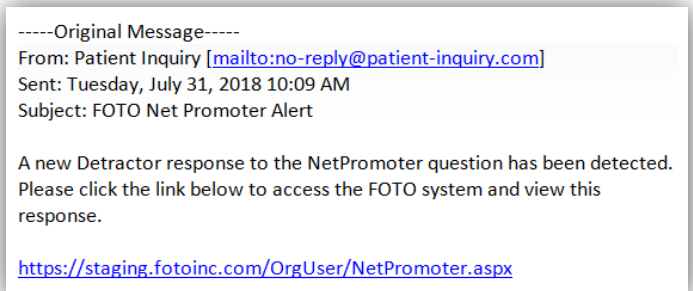 -----Original Message-----
From: Patient Inquiry [mailto:no-reply@patient-inquiry.com]
Sent: Tuesday, July 31, 2018 10:09 AM
Subject: FOTO Net Promoter Alert
A new Detractor response to the NetPromoter question has been detected.
Please click the link below to access the FOTO system and view this
response.
https://staging.fotoinc.com/OrgUser/NetPromoter.aspx